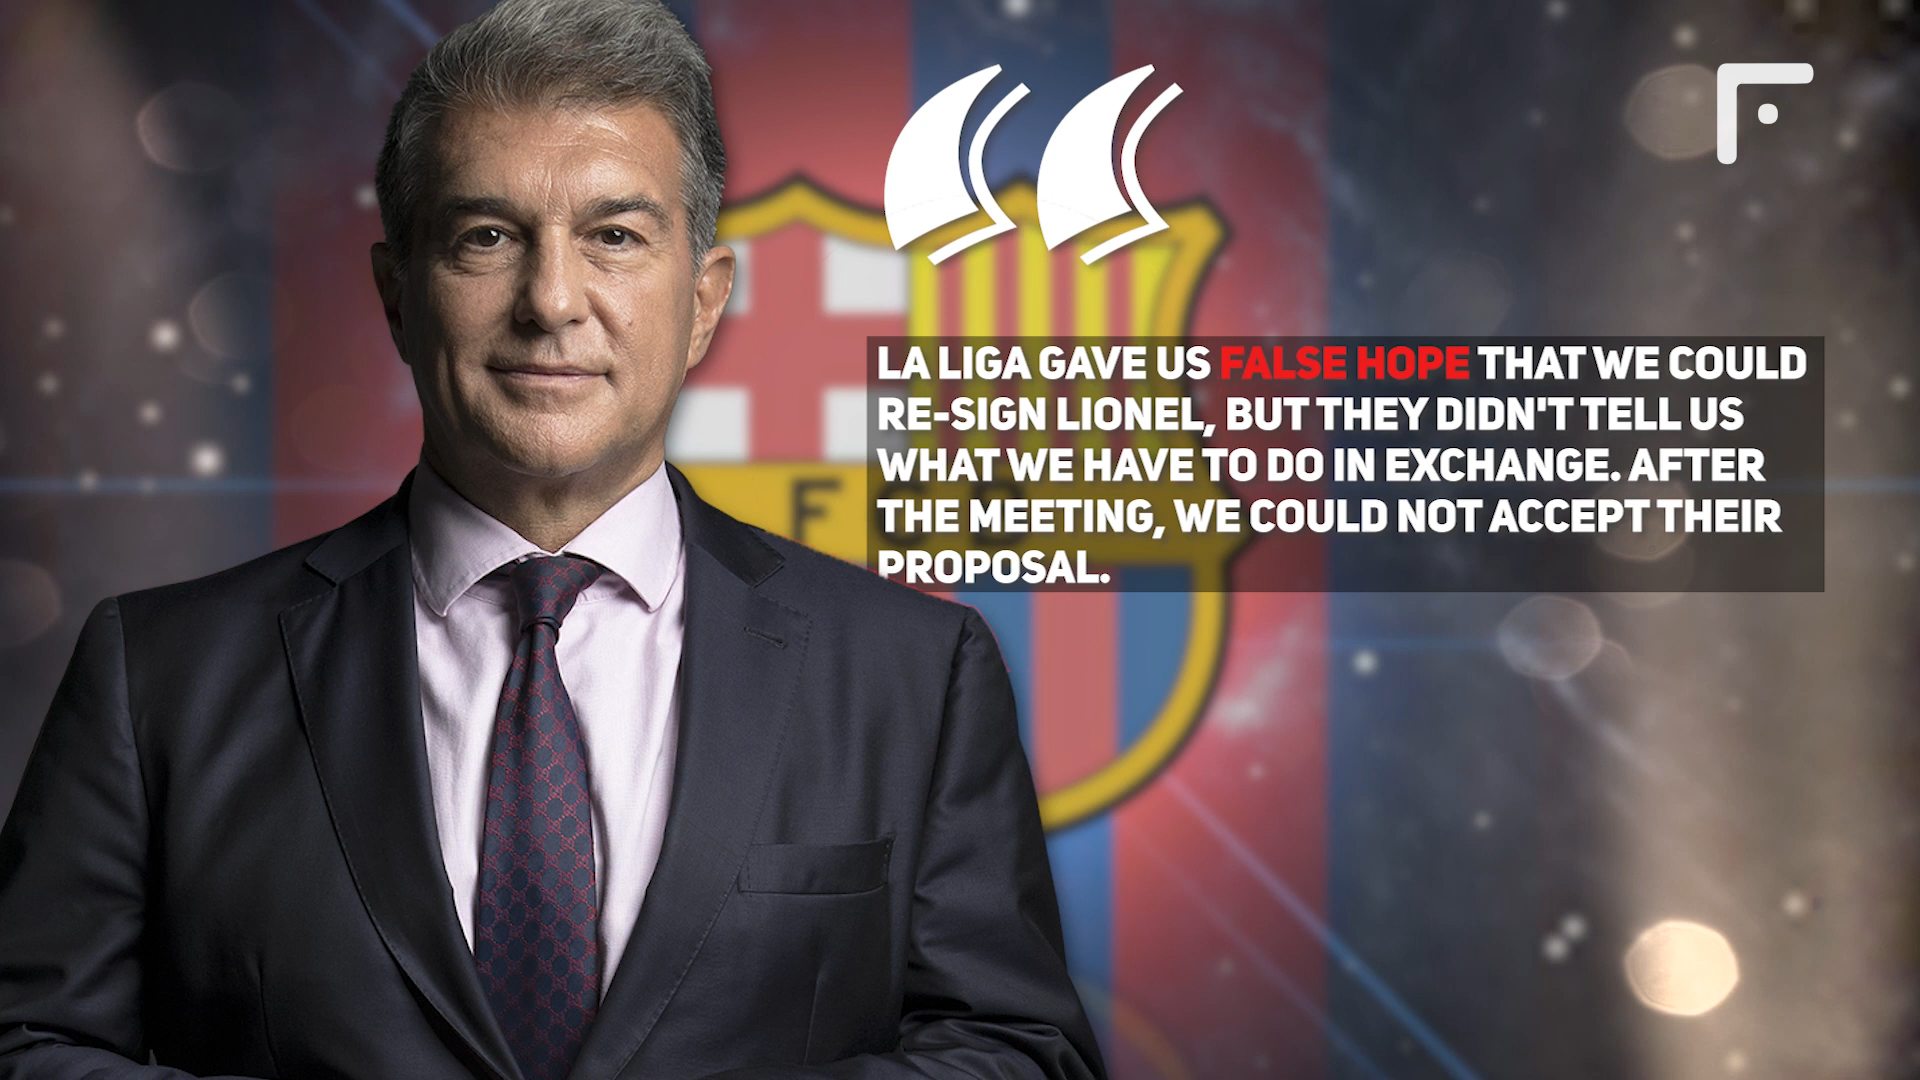 LA LIGA GAVE US FALSE HOPE THAT WE COULD
RE-SIGN LIONEL, BUT THEY DIDN'T TELL US
WHAT WE HAVE TO DO IN EXCHANGE. AFTER
THE MEETING, WE COULD NOT ACCEPT THEIR
PROPOSAL.
F C B